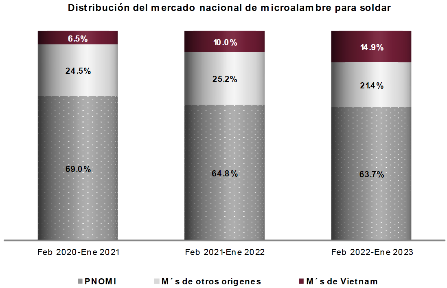 Distribución del mercado nacional de microalambre para soldar
6.5% 10.0% 14.9%
24.5% 25.2% 21.4%
69.0% 64.8% 63.7%
Feb 2020-Ene 2021 Feb 2021-Ene 2022 Feb 2022-Ene 2023
PNOMI M´s de otros origenes M´s de Vietnam